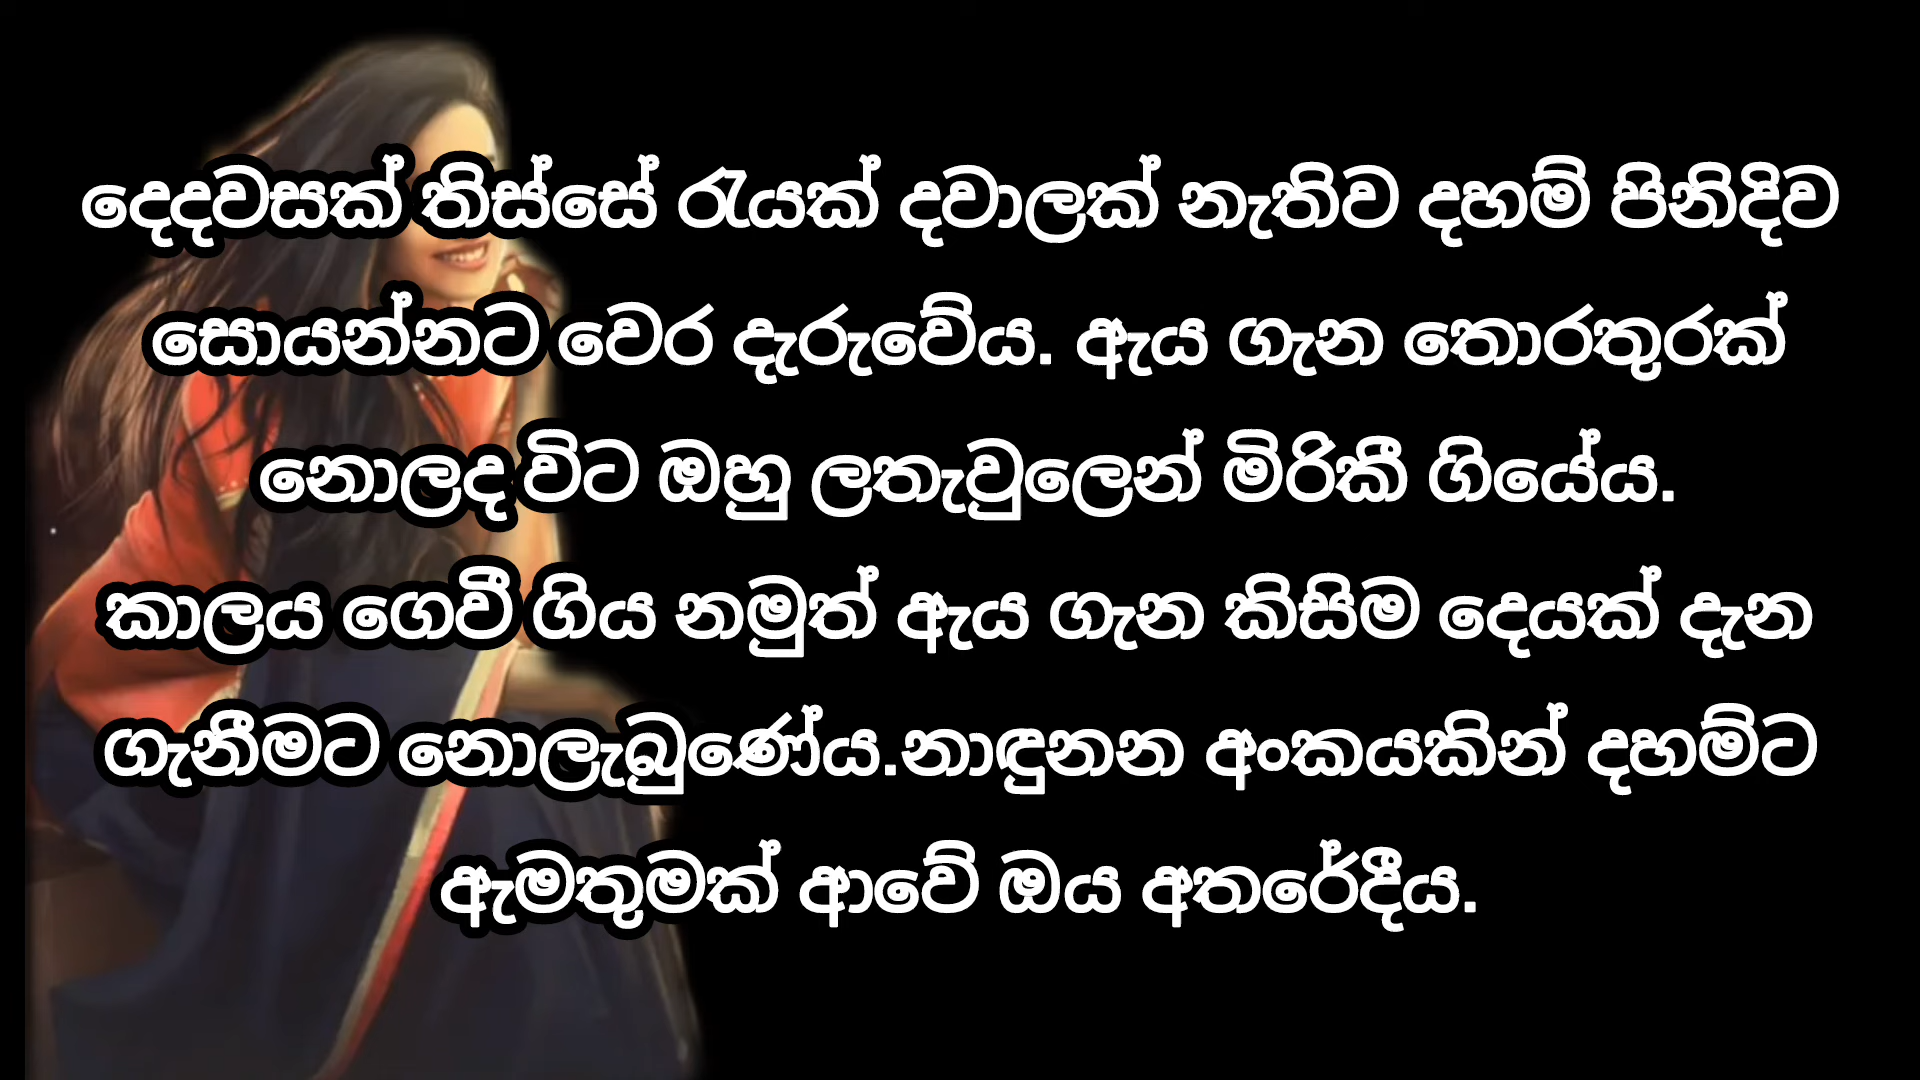 දෙදවසක් තිස්සේ රැයක් දවාලක් නැතිව දහම් පිනිදිව
සොයන්නට වෙර දැරුවේය. ඇය ගැන තොරතුරක්
නොලද විට ඔහු ලතැවුලෙන් මිරිකී ගියේය.
කාලය ගෙවී ගිය නමුත් ඇය ගැන කිසිම දෙයක් දැන
ගැනීමට නොලැබුණේය.නාඳුනන අංකයකින් දහම්ට
ඇමතුමක් ආවේ ඔය අතරේදීය.